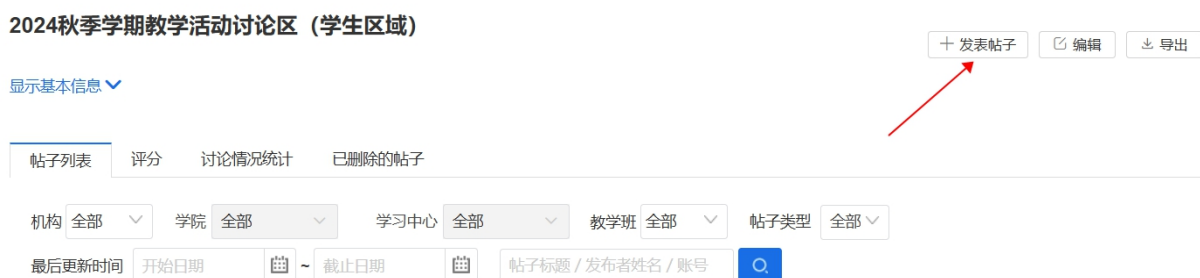 2024秋季学期教学活动讨论区（学生区域）
发表帖子 编辑 导出
显示基本信息
帖子列表 评分 讨论情况统计 已删除的帖子
机构 全部 学院 全部 学习中心 全部 教学班 全部 帖子类型 全部
最后更新时间 开始日期 ~ 截止日期 帖子标题 / 发布者姓名 / 账号